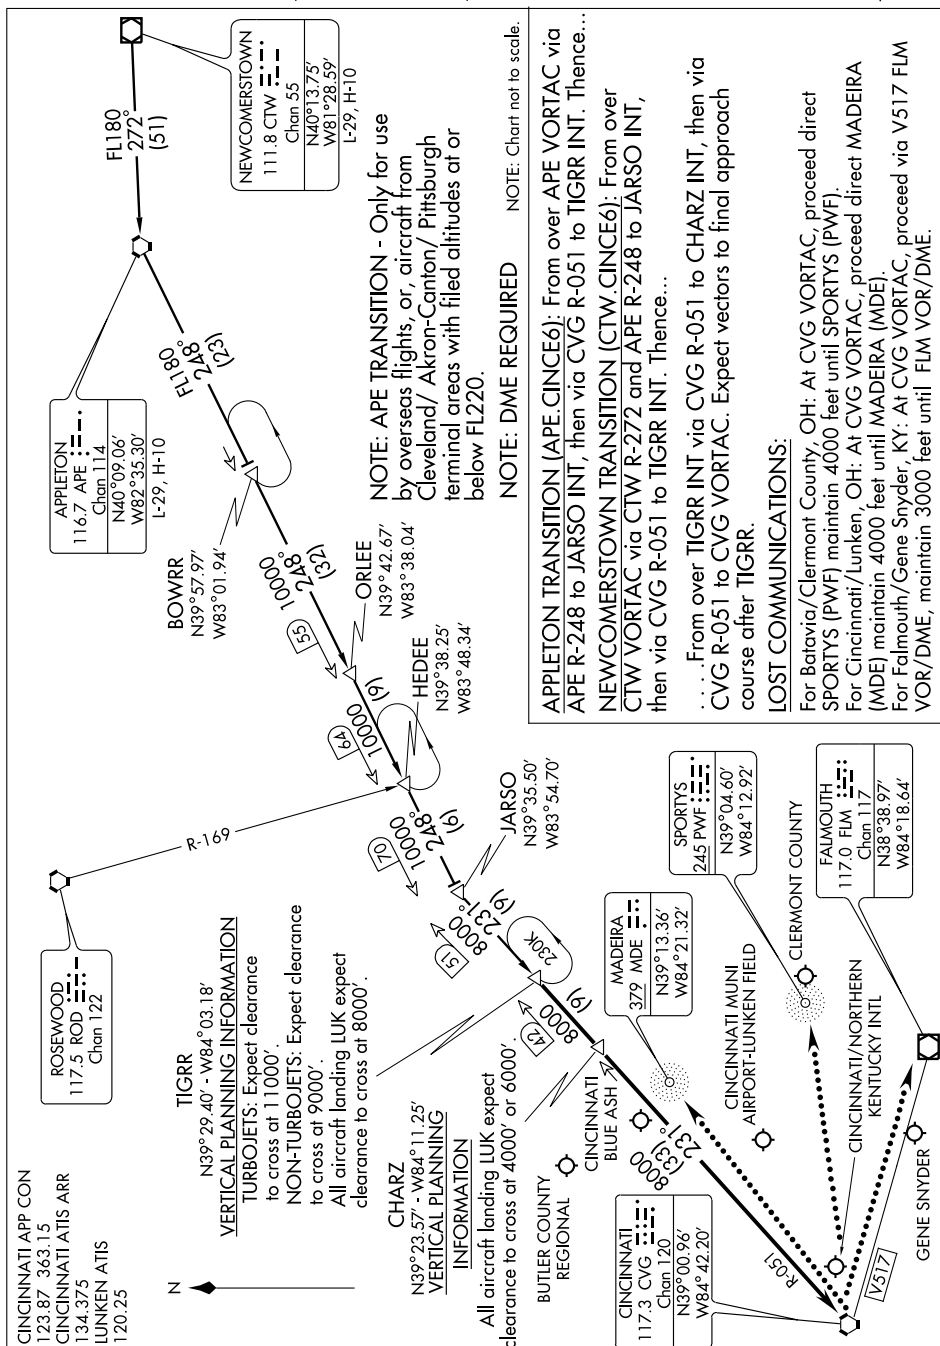 CINCINNATI APP CON
123.87 363.15
CINCINNATI ATIS ARR
134.375
LUNKEN ATIS
120.25
N
ROSEWOOD
117.5 ROD
Chan 122
R-169
APPLETON
116.7 APE
Chan 114
N40°09.06'
W82°35.30'
L-29, H-10
NEWCOMERSTOWN
111.8 CTW
Chan 55
N40°13.75'
W81°28.59'
L-29, H-10
FL180
272°
(51)
FL180
248°
(23)
BOWRR
N39°57.97'
W83°01.94'
10000
248°
(32)
55
ORLEE
N39°42.67'
W83°38.04'
10000
(9)
64
HEDEE
N39°38.25'
W83°48.34'
10000
248°
(6)
70
JARSO
N39°35.50'
W83°54.70'
8000
231°
(9)
51
230K
TIGRR
N39°29.40' - W84°03.18'
VERTICAL PLANNING INFORMATION
TURBOJETS: Expect clearance
to cross at 11000'.
NON-TURBOJETS: Expect clearance
to cross at 9000'.
All aircraft landing LUK expect
clearance to cross at 8000'.
8000
(9)
42
CHARZ
N39°23.57' - W84°11.25'
VERTICAL PLANNING
INFORMATION
All aircraft landing LUK expect
clearance to cross at 4000' or 6000'.
8000
231°
(33)
R-051
BUTLER COUNTY
REGIONAL
CINCINNATI
BLUE ASH
MADEIRA
379 MDE
N39°13.36'
W84°21.32'
CINCINNATI MUNI
AIRPORT-LUNKEN FIELD
SPORTYS
245 PWF
N39°04.60'
W84°12.92'
CLERMONT COUNTY
CINCINNATI
117.3 CVG
Chan 120
N39°00.96'
W84°42.20'
CINCINNATI/NORTHERN
KENTUCKY INTL
V517
GENE SNYDER
FALMOUTH
117.0 FLM
Chan 117
N38°38.97'
W84°18.64'
NOTE: APE TRANSITION - Only for use
by overseas flights, or, aircraft from
Cleveland/ Akron-Canton/ Pittsburgh
terminal areas with filed altitudes at or
below FL220.
NOTE: DME REQUIRED
NOTE: Chart not to scale.
APPLETON TRANSITION (APE.CINCE6): From over APE VORTAC via
APE R-248 to JARSO INT, then via CVG R-051 to TIGRR INT. Thence...
NEWCOMERSTOWN TRANSITION (CTW.CINCE6): From over
CTW VORTAC via CTW R-272 and APE R-248 to JARSO INT,
then via CVG R-051 to TIGRR INT. Thence...
. . . .From over TIGRR INT via CVG R-051 to CHARZ INT, then via
CVG R-051 to CVG VORTAC. Expect vectors to final approach
course after TIGRR.
LOST COMMUNICATIONS:
For Batavia/Clermont County, OH: At CVG VORTAC, proceed direct
SPORTYS (PWF) maintain 4000 feet until SPORTYS (PWF).
For Cincinnati/Lunken, OH: At CVG VORTAC, proceed direct MADEIRA
(MDE) maintain 4000 feet until MADEIRA (MDE).
For Falmouth/Gene Snyder, KY: At CVG VORTAC, proceed via V517 FLM
VOR/DME, maintain 3000 feet until FLM VOR/DME.